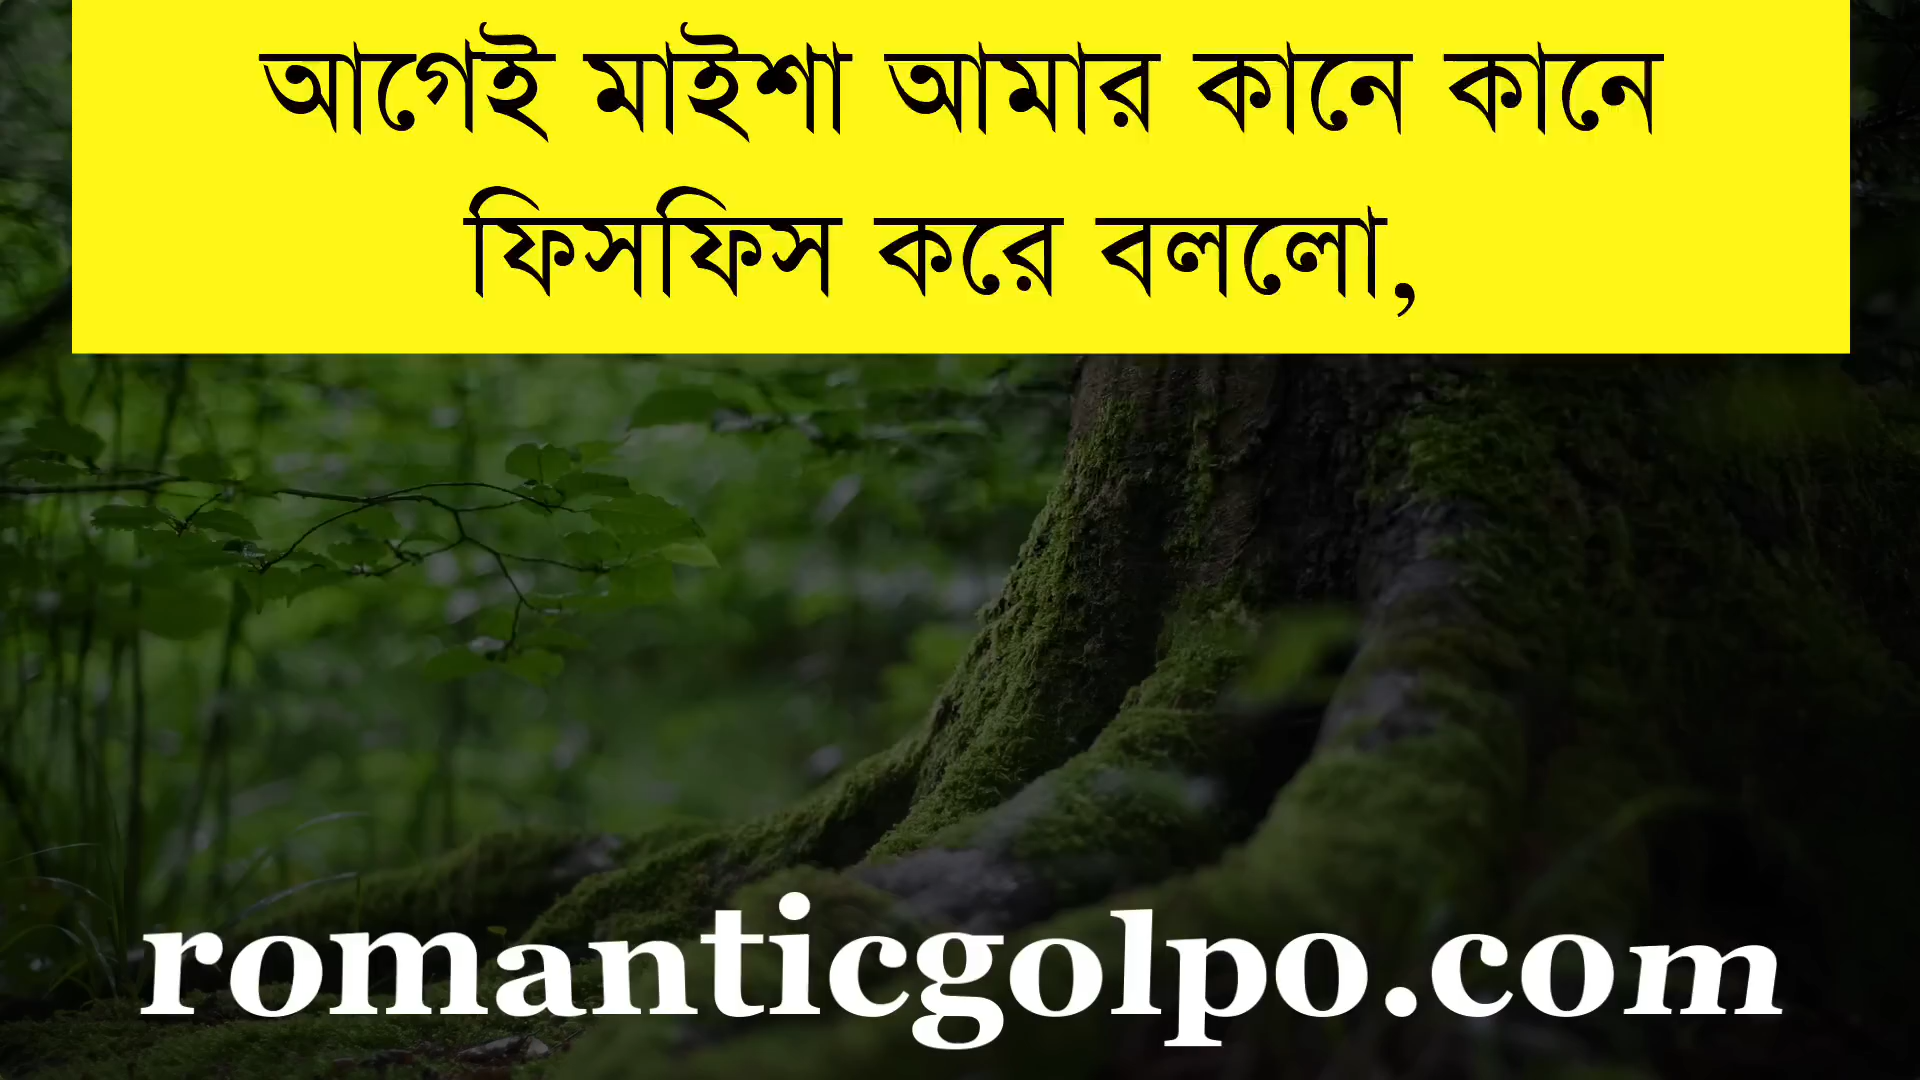 আগেই মাইশা আমার কানে কানে
ফিসফিস করে বললো,
romanticgolpo.com